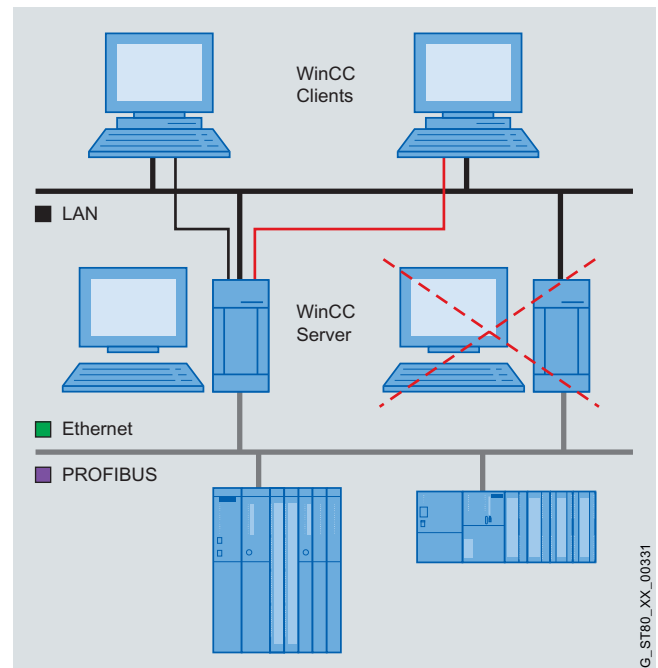 WinCC
Clients
LAN
WinCC
Server
Ethernet
PROFIBUS
G_ST80_XX_00331